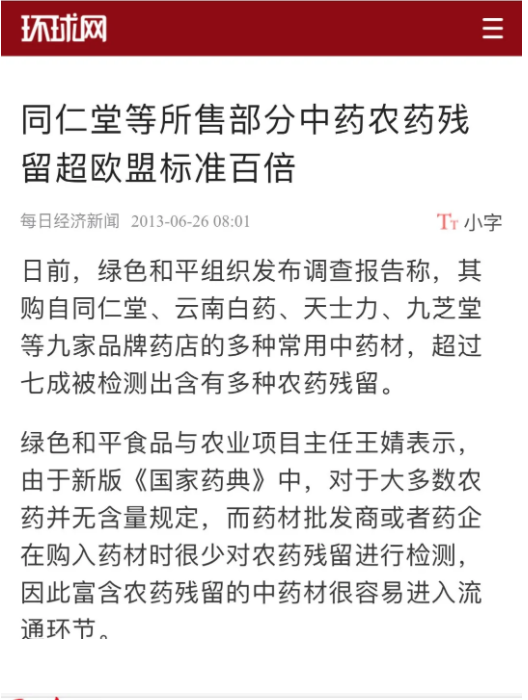 环球网
同仁堂等所售部分中药农药残
留超欧盟标准百倍
每日经济新闻 2013-06-26 08:01 TT 小字
日前，绿色和平组织发布调查报告称，其
购自同仁堂、云南白药、天士力、九芝堂
等九家品牌药店的多种常用中药材，超过
七成被检测出含有多种农药残留。
绿色和平食品与农业项目主任王婧表示，
由于新版《国家药典》中，对于大多数农
药并无含量规定，而药材批发商或者药企
在购入药材时很少对农药残留进行检测，
因此富含农药残留的中药材很容易进入流
通环节。